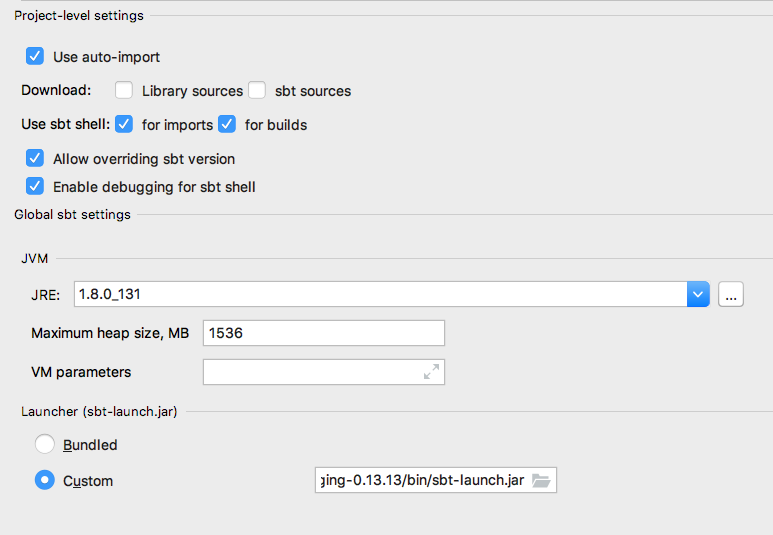 Project-level settings
Use auto-import
Download: Library sources sbt sources
Use sbt shell: for imports for builds
Allow overriding sbt version
Enable debugging for sbt shell
Global sbt settings
JVM
JRE: 1.8.0_131 ...
Maximum heap size, MB 1536
VM parameters
Launcher (sbt-launch.jar)
Bundled
Custom ging-0.13.13/bin/sbt-launch.jar